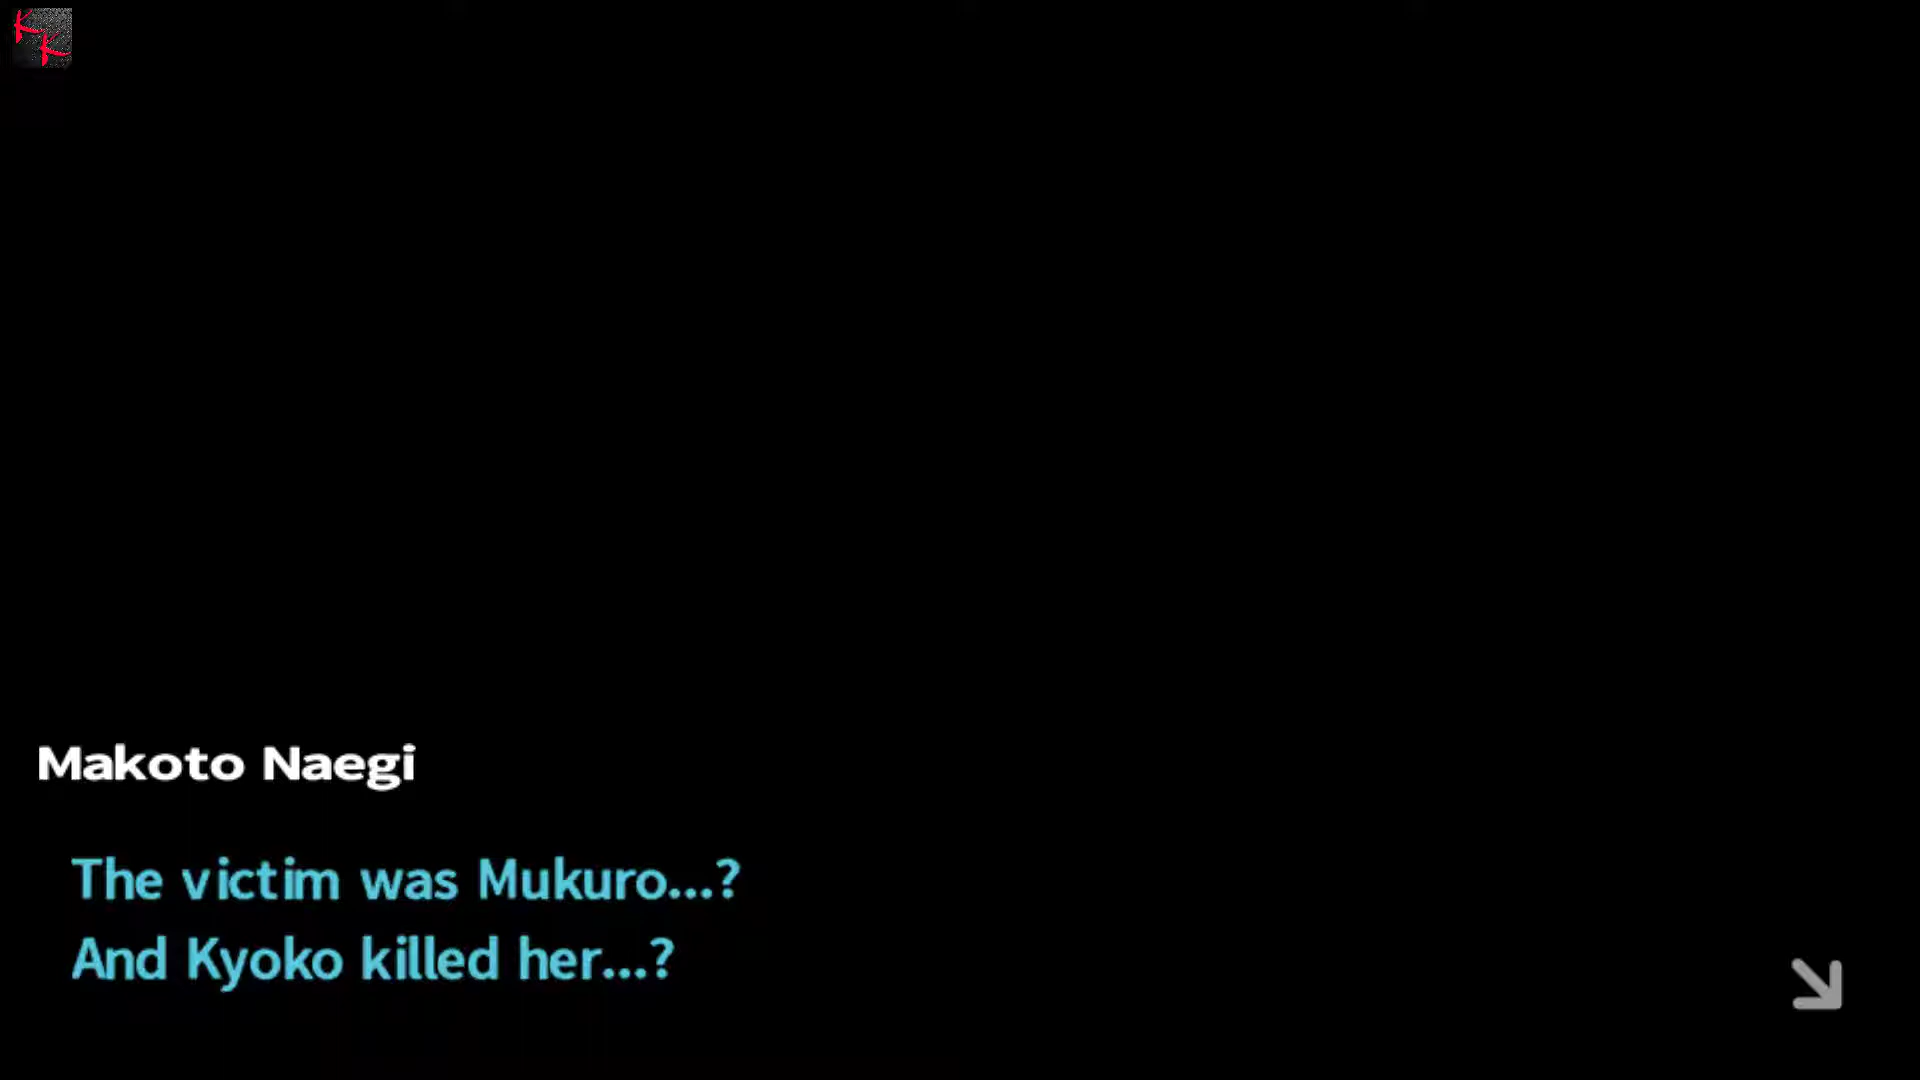 K
K
Makoto Naegi
The victim was Mukuro...?
And Kyoko killed her...?